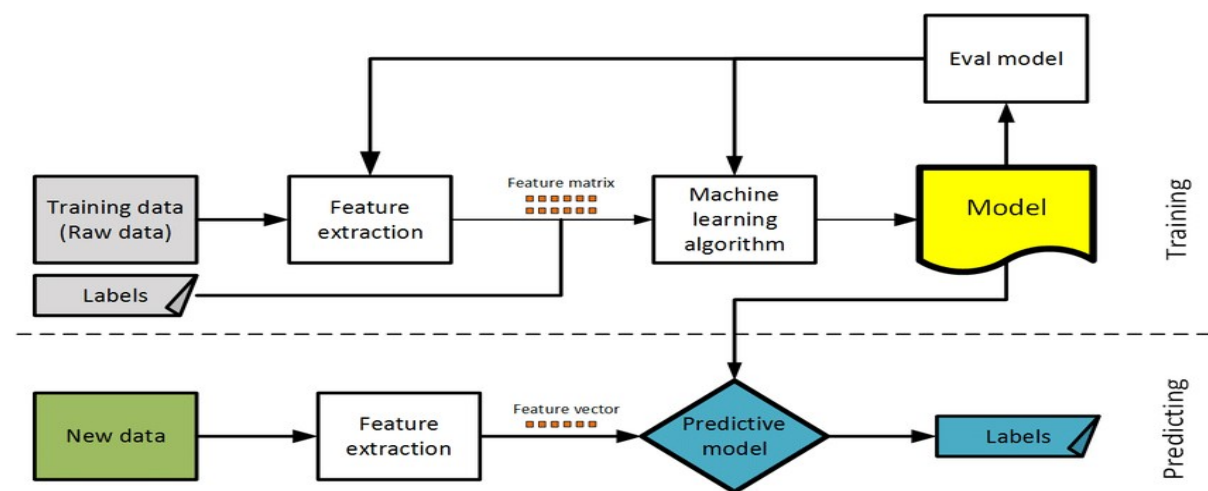 Eval model
Feature matrix
Training data
(Raw data)
Feature
extraction
Machine
learning
algorithm
Model
Training
Labels
New data
Feature
extraction
Feature vector
Predictive
model
Labels
Predicting